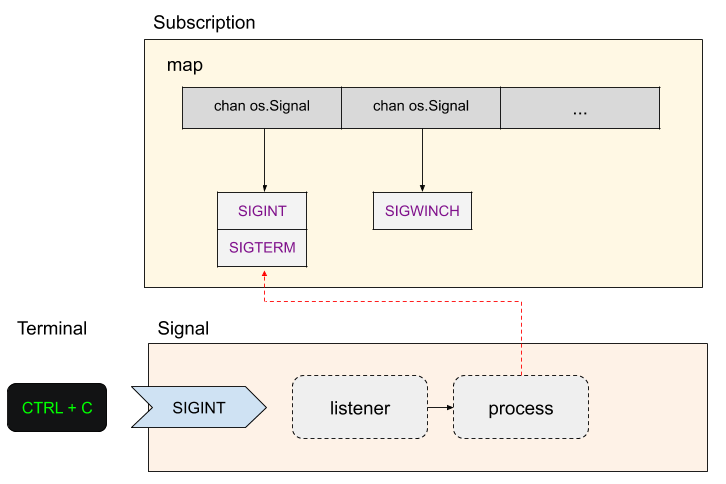 Subscription
map
chan os.Signal
chan os.Signal
...
SIGINT
SIGWINCH
SIGTERM
Terminal
Signal
CTRL + C
SIGINT
listener
process